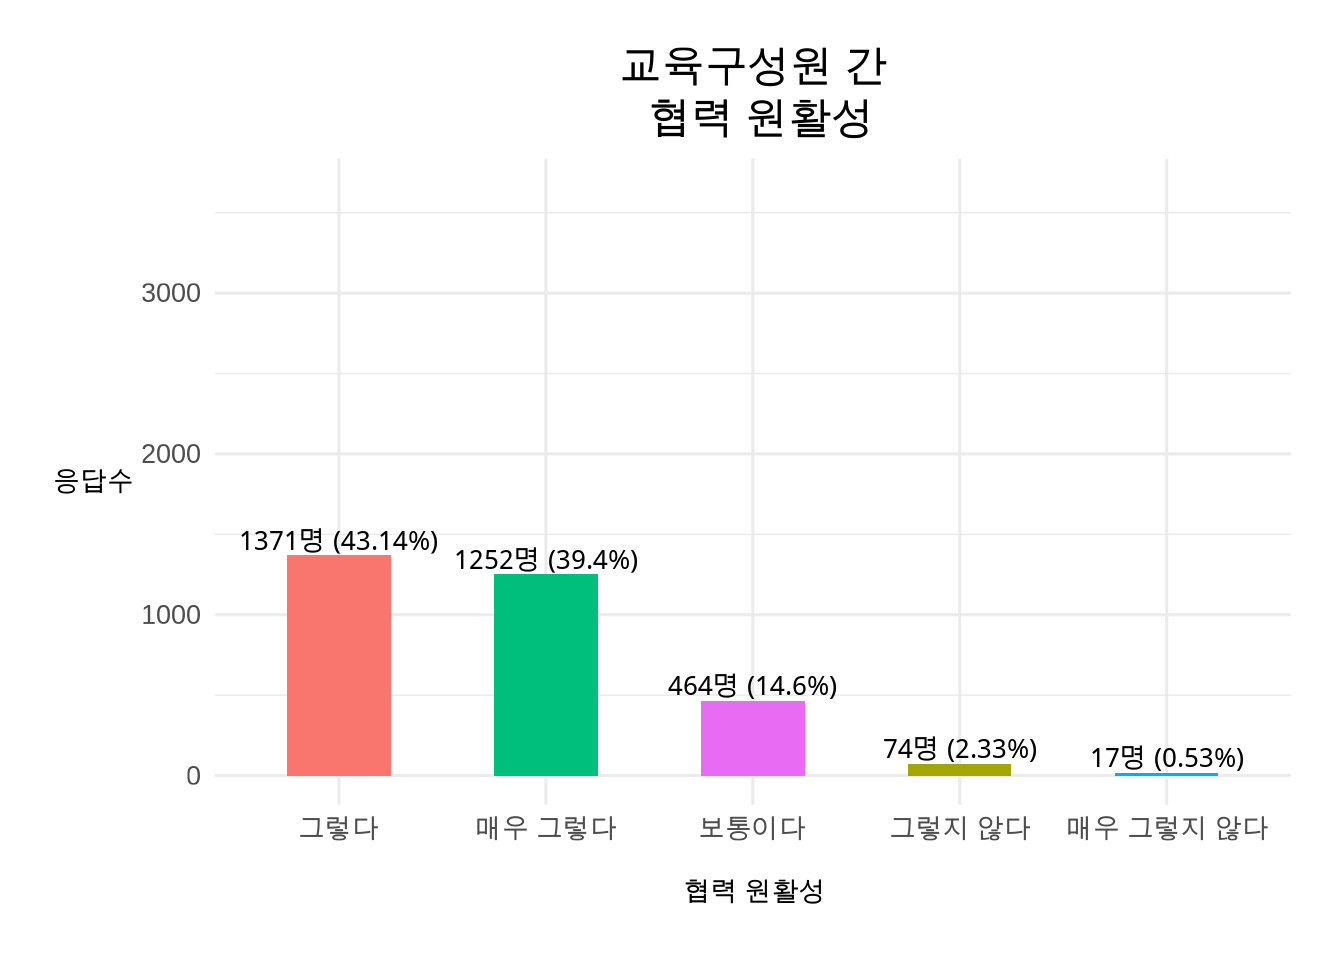 교육구성원 간
협력 원활성
3000
2000
1000
0
응답수
1371명 (43.14%)
1252명 (39.4%)
464명 (14.6%)
74명 (2.33%)
17명 (0.53%)
그렇다
매우 그렇다
보통이다
그렇지 않다
매우 그렇지 않다
협력 원활성